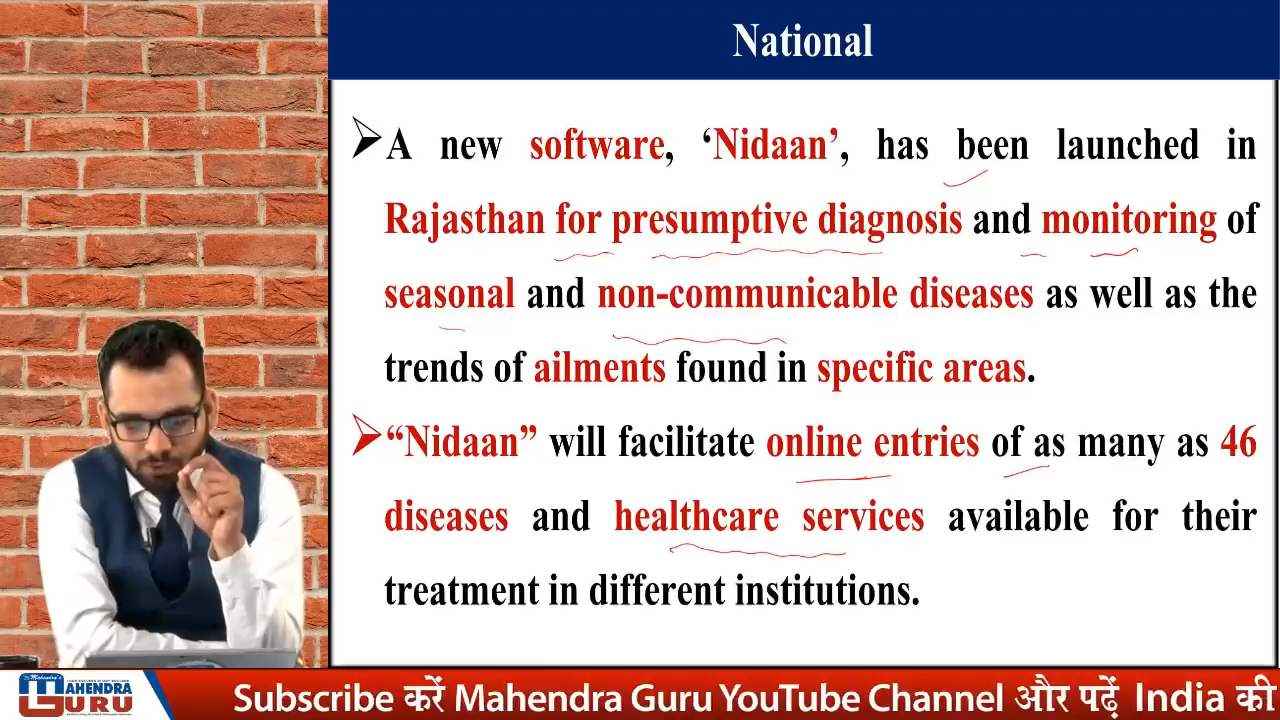 National
➢A new software, ‘Nidaan’, has been launched in
Rajasthan for presumptive diagnosis and monitoring of
seasonal and non-communicable diseases as well as the
trends of ailments found in specific areas.
➢“Nidaan” will facilitate online entries of as many as 46
diseases and healthcare services available for their
treatment in different institutions.
Mahendra's
MAHENDRA
GURU
Subscribe करें Mahendra Guru YouTube Channel और पढ़ें India की